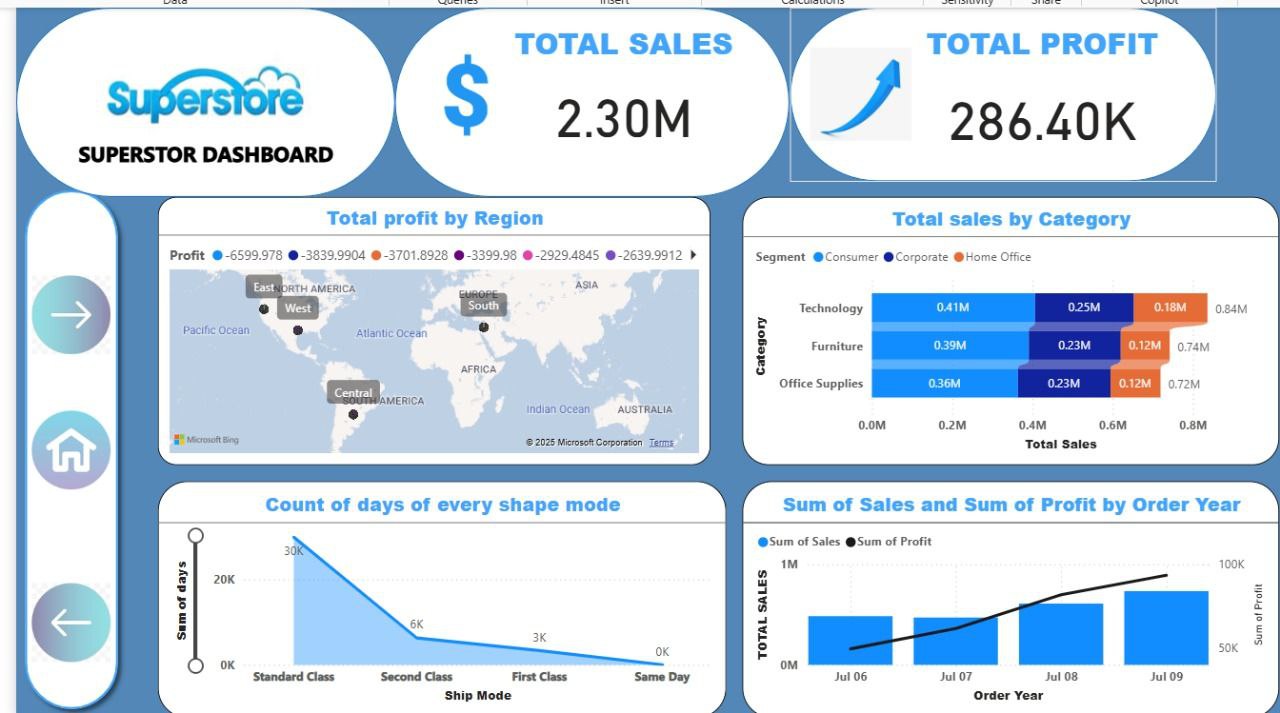 Data Queries Insert Calculations Sensitivity Share Copilot
Superstore
SUPERSTOR DASHBOARD
TOTAL SALES
$
2.30M
TOTAL PROFIT
286.40K
Total profit by Region
Profit -6599.978 -3839.9904 -3701.8928 -3399.98 -2929.4845 -2639.9912
East
NORTH AMERICA
West
EUROPE
South
ASIA
Pacific Ocean
Atlantic Ocean
AFRICA
Central
SOUTH AMERICA
Indian Ocean
AUSTRALIA
Microsoft Bing
© 2025 Microsoft Corporation Terms
Total sales by Category
Segment Consumer Corporate Home Office
Category
Technology 0.41M 0.25M 0.18M 0.84M
Furniture 0.39M 0.23M 0.12M 0.74M
Office Supplies 0.36M 0.23M 0.12M 0.72M
0.0M 0.2M 0.4M 0.6M 0.8M
Total Sales
Count of days of every shape mode
Sum of days
30K
20K
6K
3K
0K
0K
Standard Class Second Class First Class Same Day
Ship Mode
Sum of Sales and Sum of Profit by Order Year
Sum of Sales Sum of Profit
TOTAL SALES
1M
0M
100K
50K
Sum of Profit
Jul 06 Jul 07 Jul 08 Jul 09
Order Year